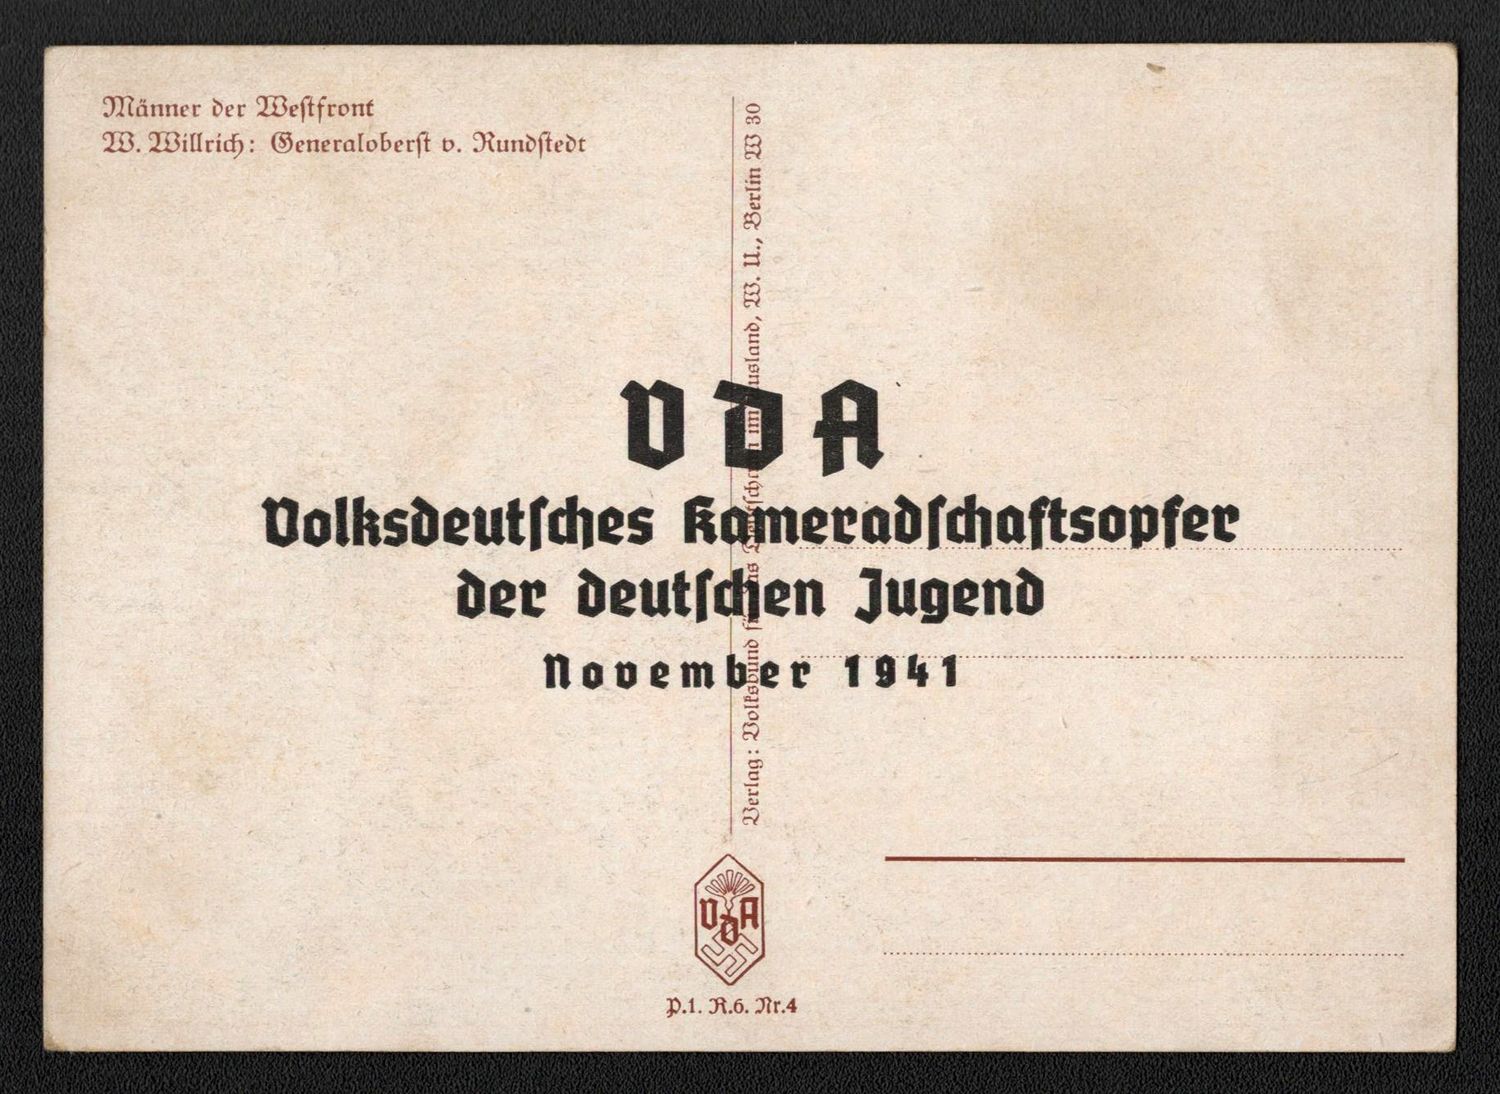 Männer der Westfront
W. Willrich: Generaloberst v. Rundstedt
VDA
Volksdeutsches Kameradschaftsopfer
der deutschen Jugend
November 1941
Verlag: Volksbund für das Deutschtum im Ausland, W. U., Berlin W 30
VDA
P.1. R.6. Nr.4